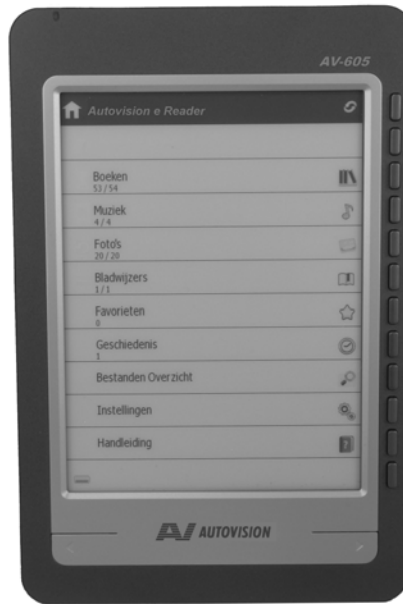 AV-605
Autovision e Reader
Boeken
53 / 54
Muziek
4 / 4
Foto's
20 / 20
Bladwijzers
1 / 1
Favorieten
0
Geschiedenis
1
Bestanden Overzicht
Instellingen
Handleiding
AV AUTOVISION